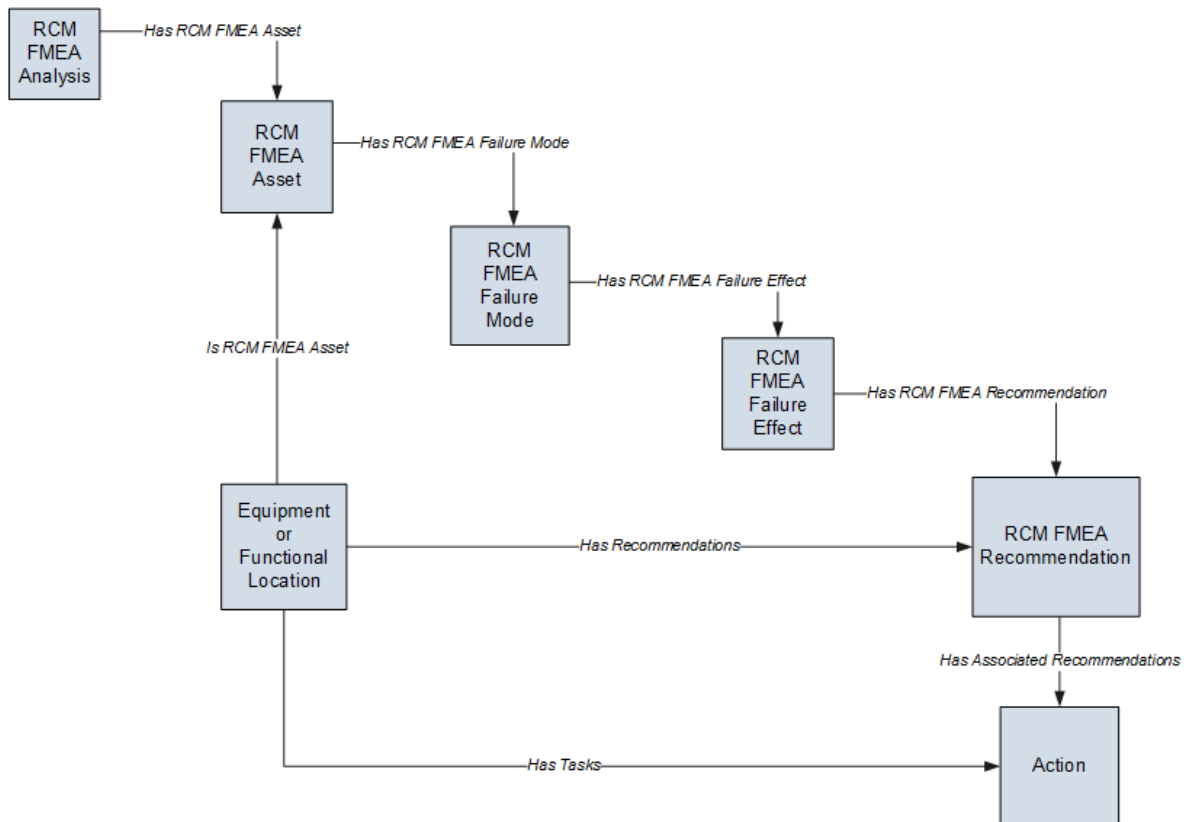 RCM
FMEA
Analysis
Has RCM FMEA Asset
RCM
FMEA
Asset
Has RCM FMEA Failure Mode
RCM
FMEA
Failure
Mode
Has RCM FMEA Failure Effect
Is RCM FMEA Asset
RCM
FMEA
Failure
Effect
Has RCM FMEA Recommendation
Equipment
or
Functional
Location
Has Recommendations
RCM FMEA
Recommendation
Has Associated Recommendations
Has Tasks
Action